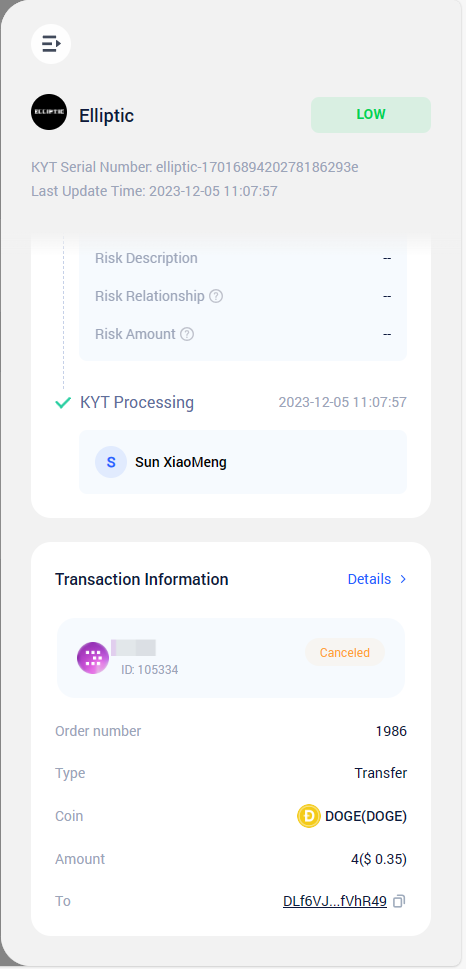 ELLIPTIC
Elliptic
LOW
KYT Serial Number: elliptic-1701689420278186293e
Last Update Time: 2023-12-05 11:07:57
Risk Description --
Risk Relationship ? --
Risk Amount ? --
KYT Processing 2023-12-05 11:07:57
S Sun XiaoMeng
Transaction Information Details >
Canceled
ID: 105334
Order number 1986
Type Transfer
Coin Ð DOGE(DOGE)
Amount 4($ 0.35)
To DLf6VJ...fVhR49